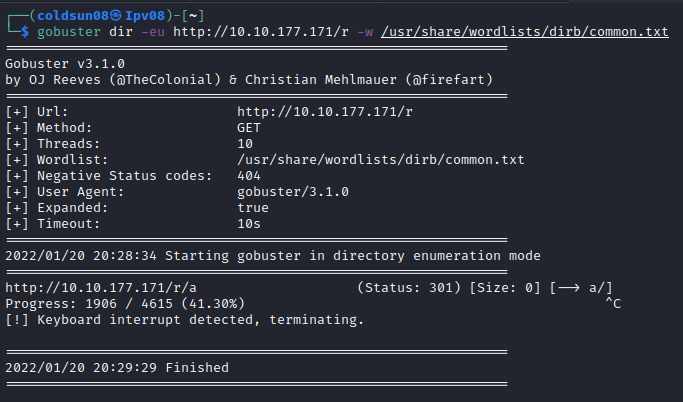 ┌──(coldsun08㉿Ipv08)-[~]
└─$ gobuster dir -eu http://10.10.177.171/r -w /usr/share/wordlists/dirb/common.txt
===============================================================
Gobuster v3.1.0
by OJ Reeves (@TheColonial) & Christian Mehlmauer (@firefart)
===============================================================
[+] Url:                     http://10.10.177.171/r
[+] Method:                  GET
[+] Threads:                 10
[+] Wordlist:                /usr/share/wordlists/dirb/common.txt
[+] Negative Status codes:   404
[+] User Agent:              gobuster/3.1.0
[+] Expanded:                true
[+] Timeout:                 10s
===============================================================
2022/01/20 20:28:34 Starting gobuster in directory enumeration mode
===============================================================
http://10.10.177.171/r/a                    (Status: 301) [Size: 0] [--> a/]
Progress: 1906 / 4615 (41.30%)                                             ^C
[!] Keyboard interrupt detected, terminating.
===============================================================
2022/01/20 20:29:29 Finished
===============================================================